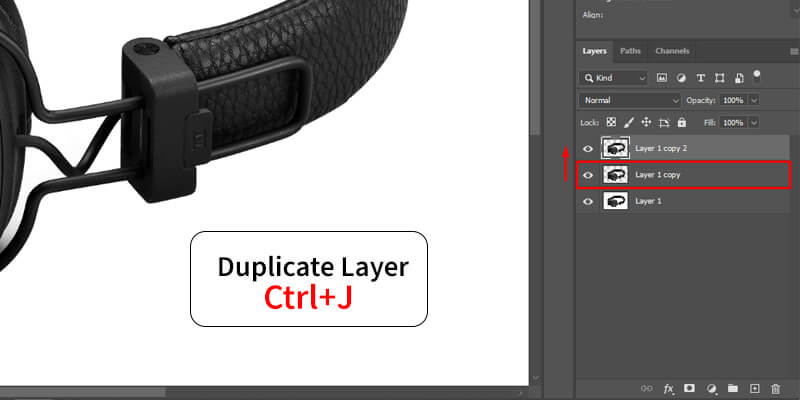 Align:
Layers Paths Channels
Kind
Normal Opacity: 100%
Lock: Fill: 100%
Layer 1 copy 2
Layer 1 copy
Layer 1
Duplicate Layer
Ctrl+J
fx